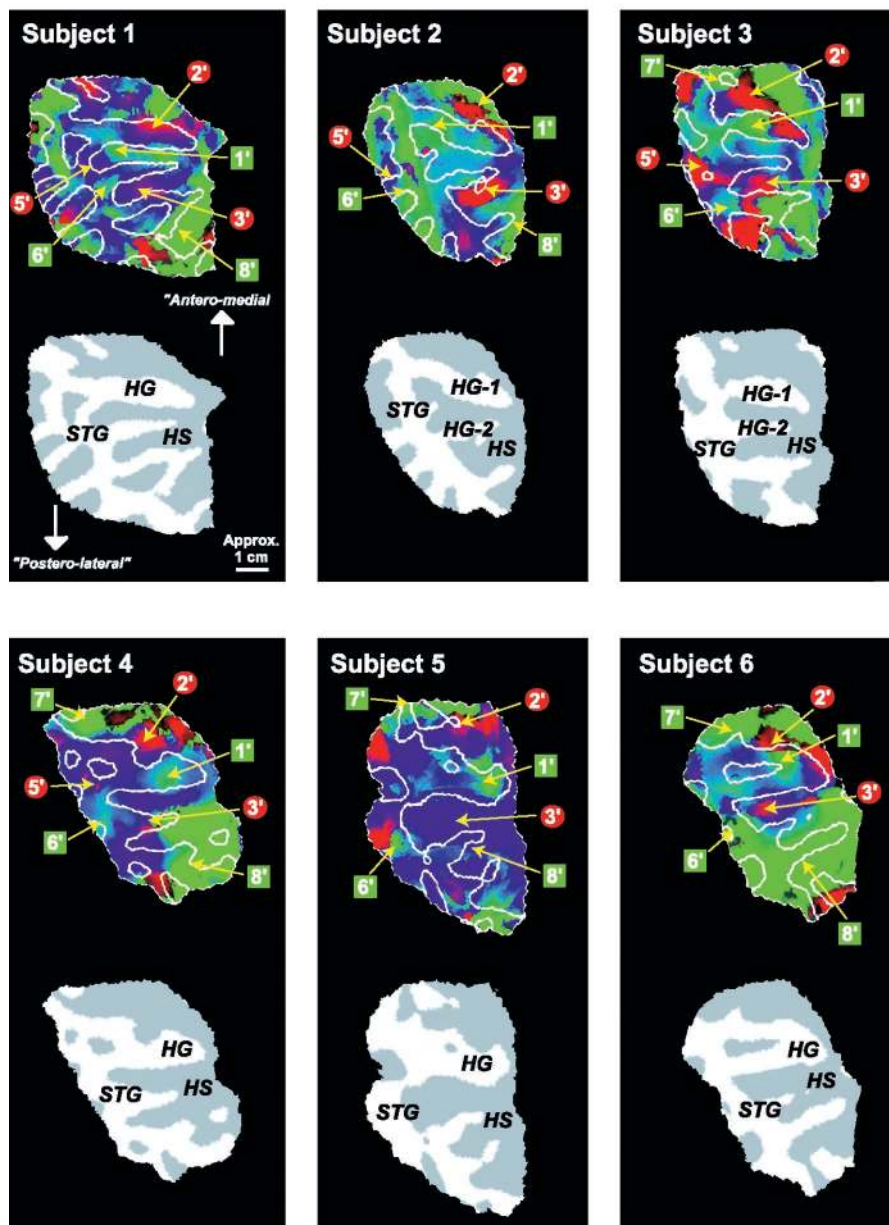 Subject 1
2'
1'
5'
3'
6'
8'
"Antero-medial
HG
STG
HS
Approx.
1 cm
"Postero-lateral"
Subject 2
2'
1'
5'
6'
3'
8'
HG-1
STG
HG-2
HS
Subject 3
7'
2'
1'
5'
3'
6'
HG-1
HG-2
STG
HS
Subject 4
7'
2'
1'
5'
3'
6'
8'
HG
STG
HS
Subject 5
7'
2'
1'
3'
6'
8'
HG
STG
HS
Subject 6
2'
7'
1'
3'
6'
8'
HG
HS
STG